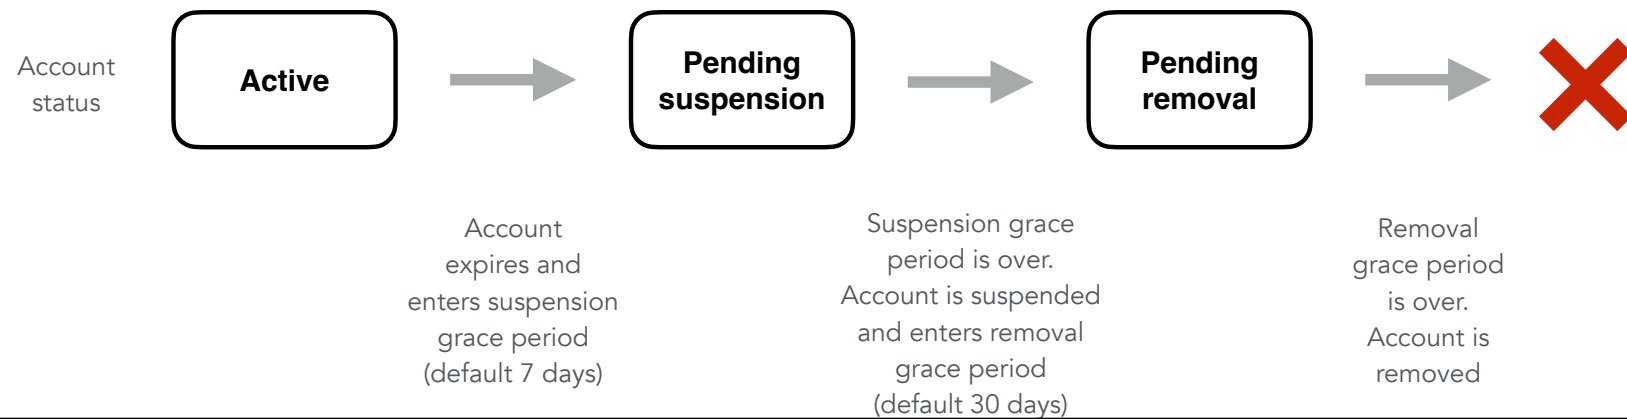 Account
status
Active
Pending
suspension
Pending
removal
Account
expires and
enters suspension
grace period
(default 7 days)
Suspension grace
period is over.
Account is suspended
and enters removal
grace period
(default 30 days)
Removal
grace period
is over.
Account is
removed